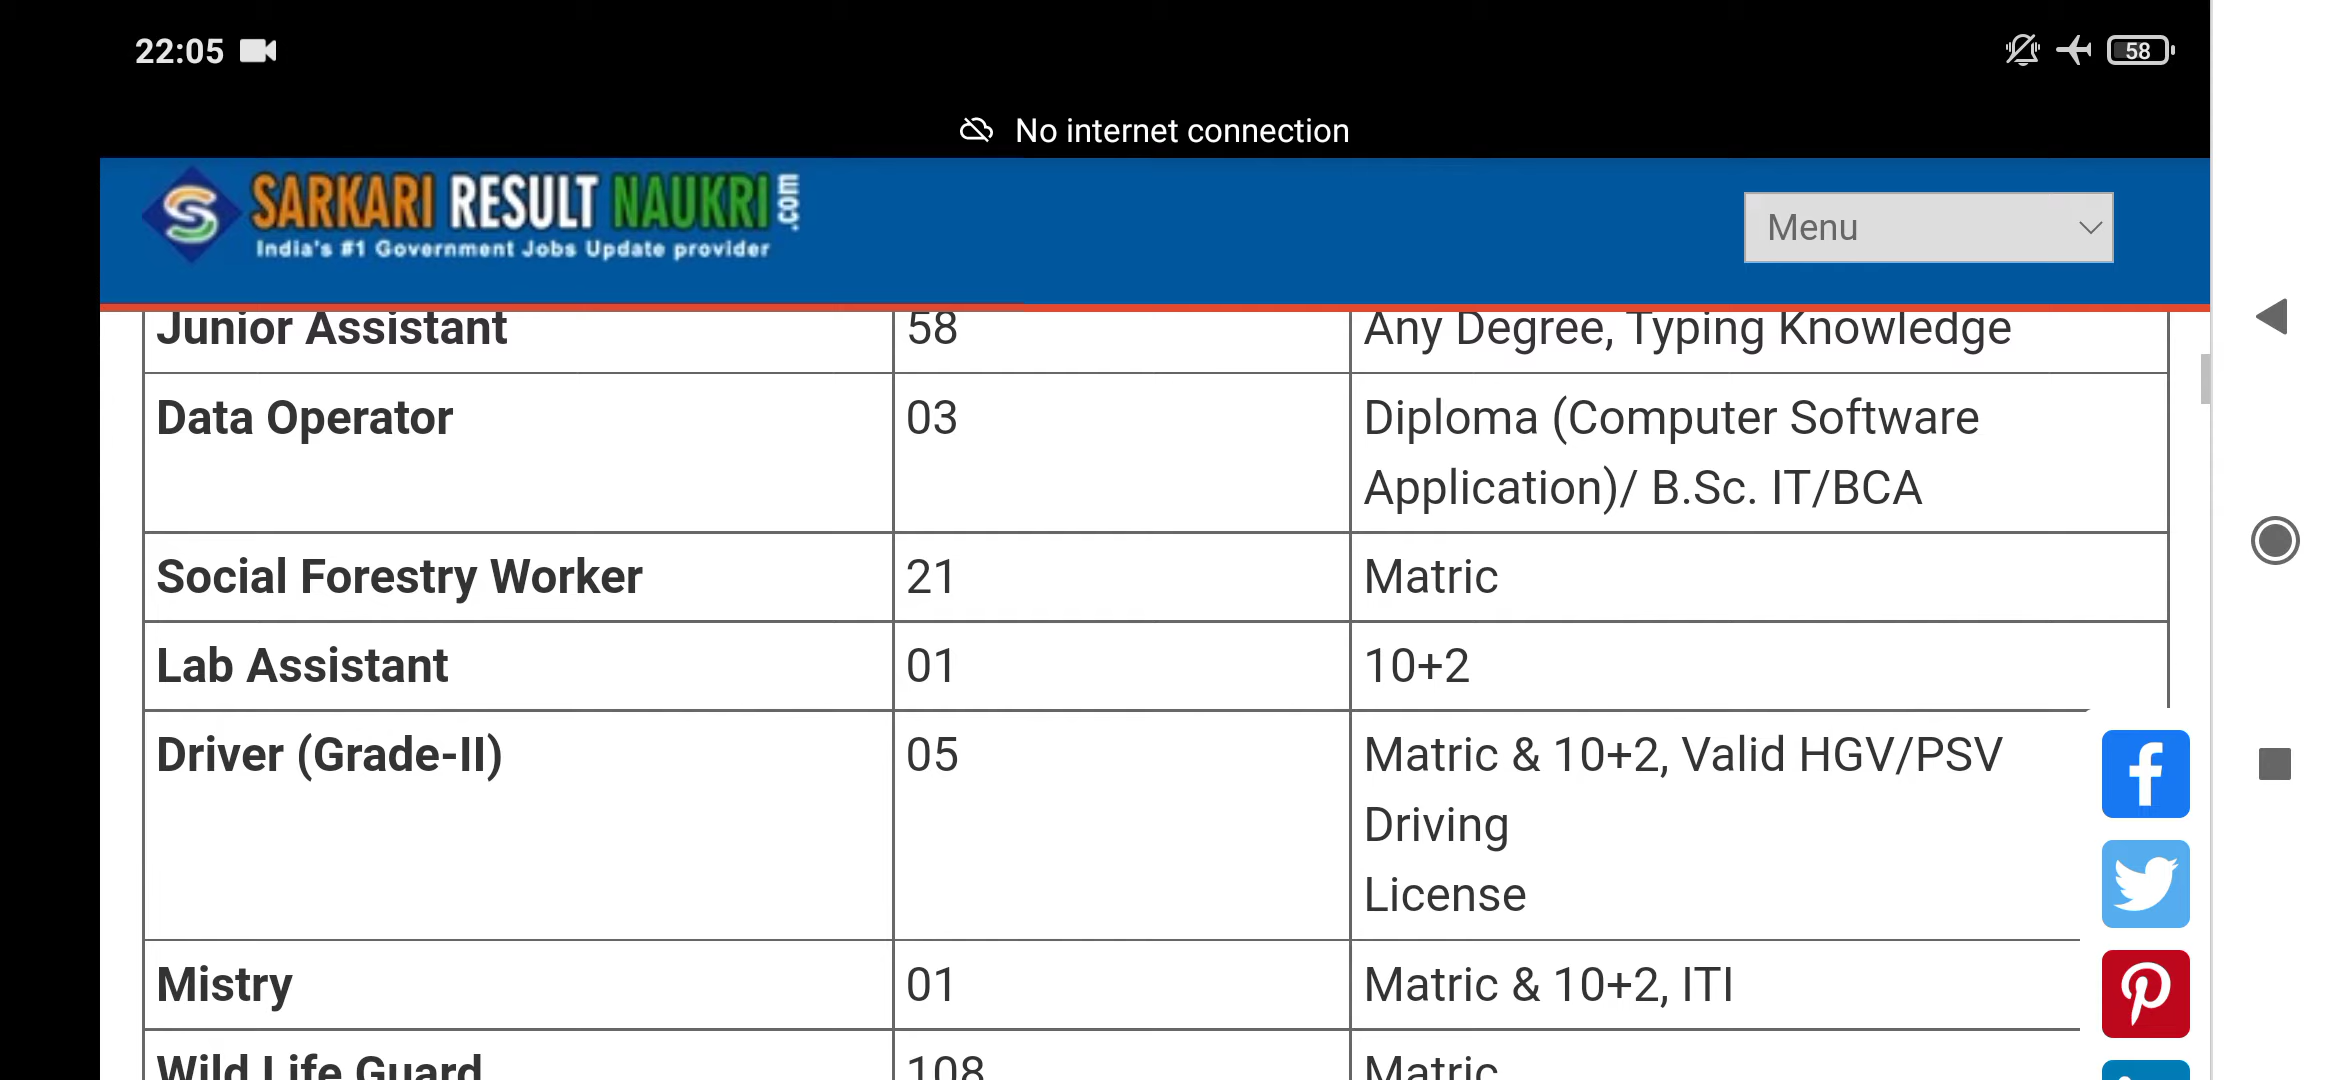 22:05
58
No internet connection
SARKARI RESULT NAUKRI.com
India's #1 Government Jobs Update provider
Menu
Junior Assistant 58 Any Degree, Typing Knowledge
Data Operator 03 Diploma (Computer Software
Application)/ B.Sc. IT/BCA
Social Forestry Worker 21 Matric
Lab Assistant 01 10+2
Driver (Grade-II) 05 Matric & 10+2, Valid HGV/PSV
Driving
License
Mistry 01 Matric & 10+2, ITI
Wild Life Guard 108 Matric